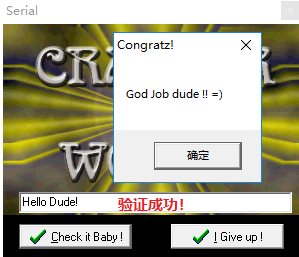 Serial
Congratz!
God Job dude !! =)
确定
Hello Dude!
验证成功!
Check it Baby !
I Give up !